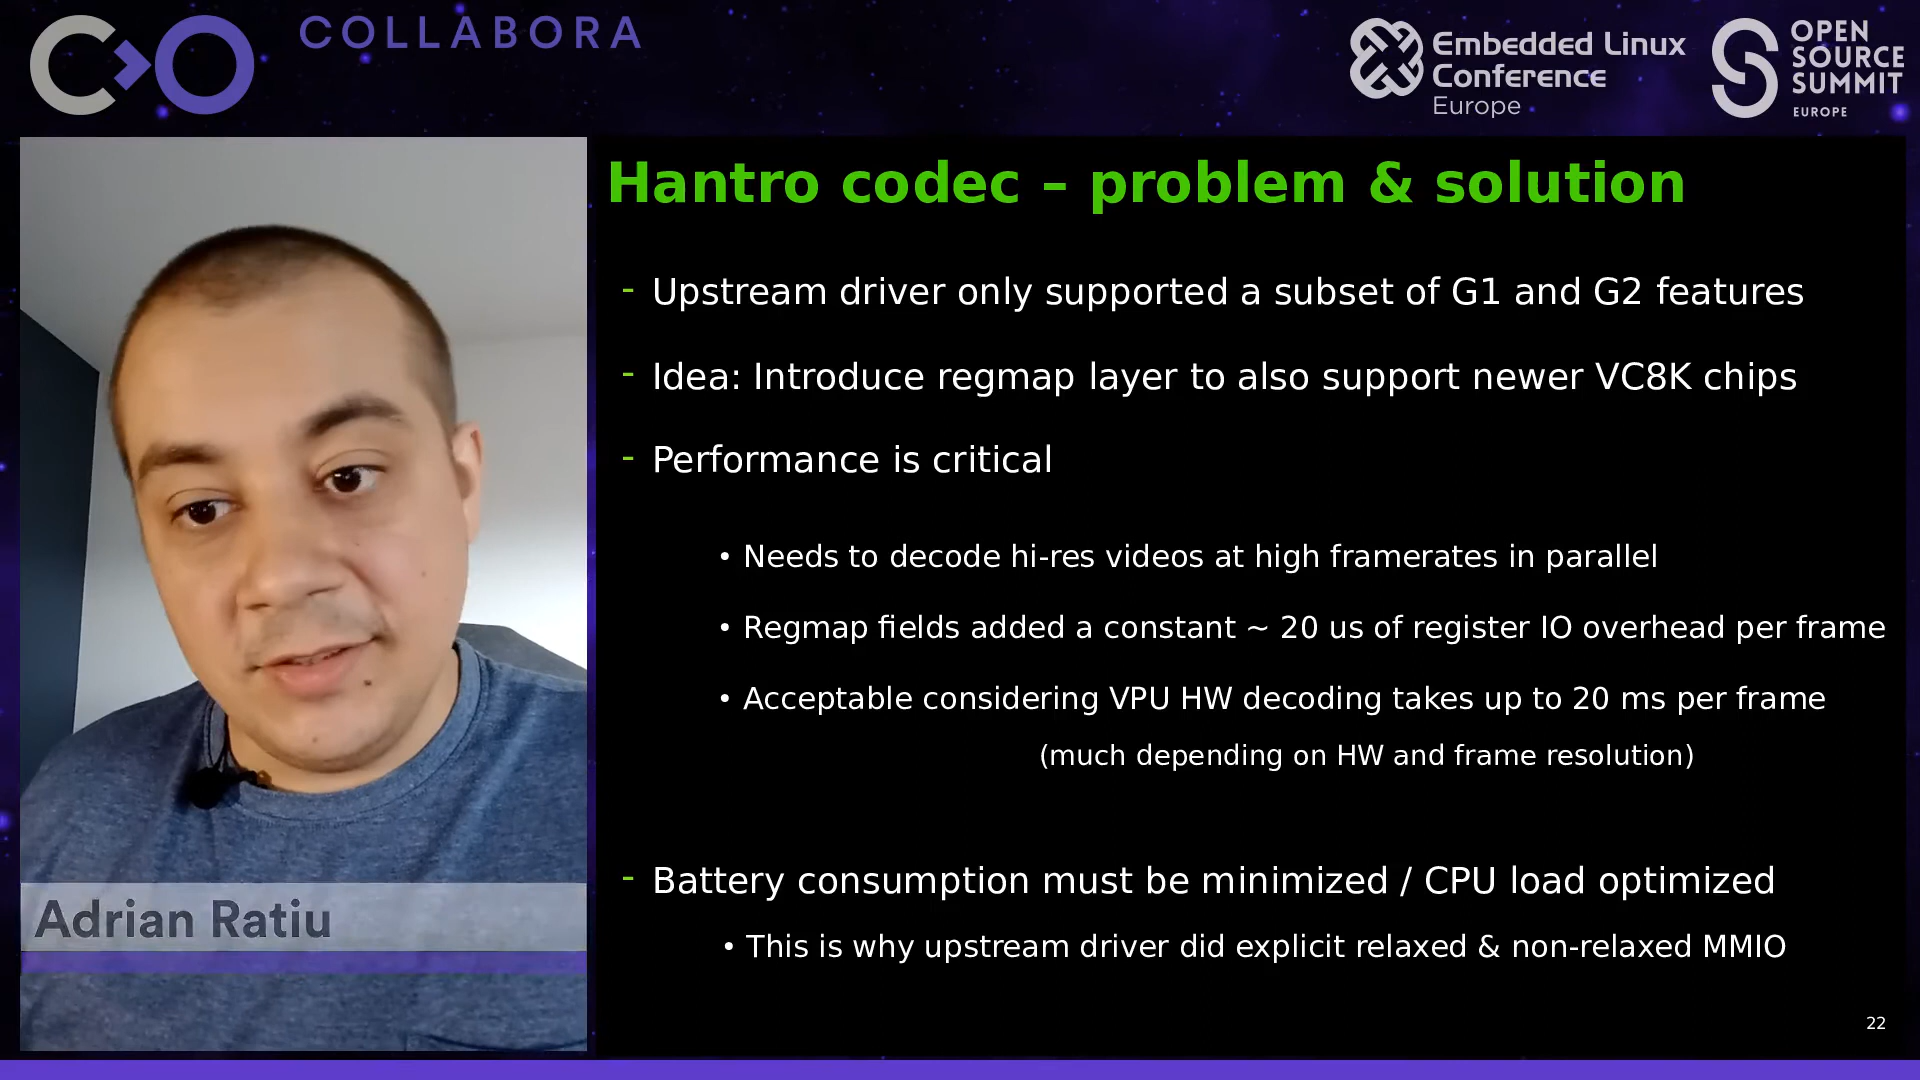 COLLABORA
Embedded Linux
Conference
Europe
OPEN
SOURCE
SUMMIT
EUROPE
Hantro codec – problem & solution
- Upstream driver only supported a subset of G1 and G2 features
- Idea: Introduce regmap layer to also support newer VC8K chips
- Performance is critical
• Needs to decode hi-res videos at high framerates in parallel
• Regmap fields added a constant ~ 20 us of register IO overhead per frame
• Acceptable considering VPU HW decoding takes up to 20 ms per frame
(much depending on HW and frame resolution)
- Battery consumption must be minimized / CPU load optimized
• This is why upstream driver did explicit relaxed & non-relaxed MMIO
Adrian Ratiu
22